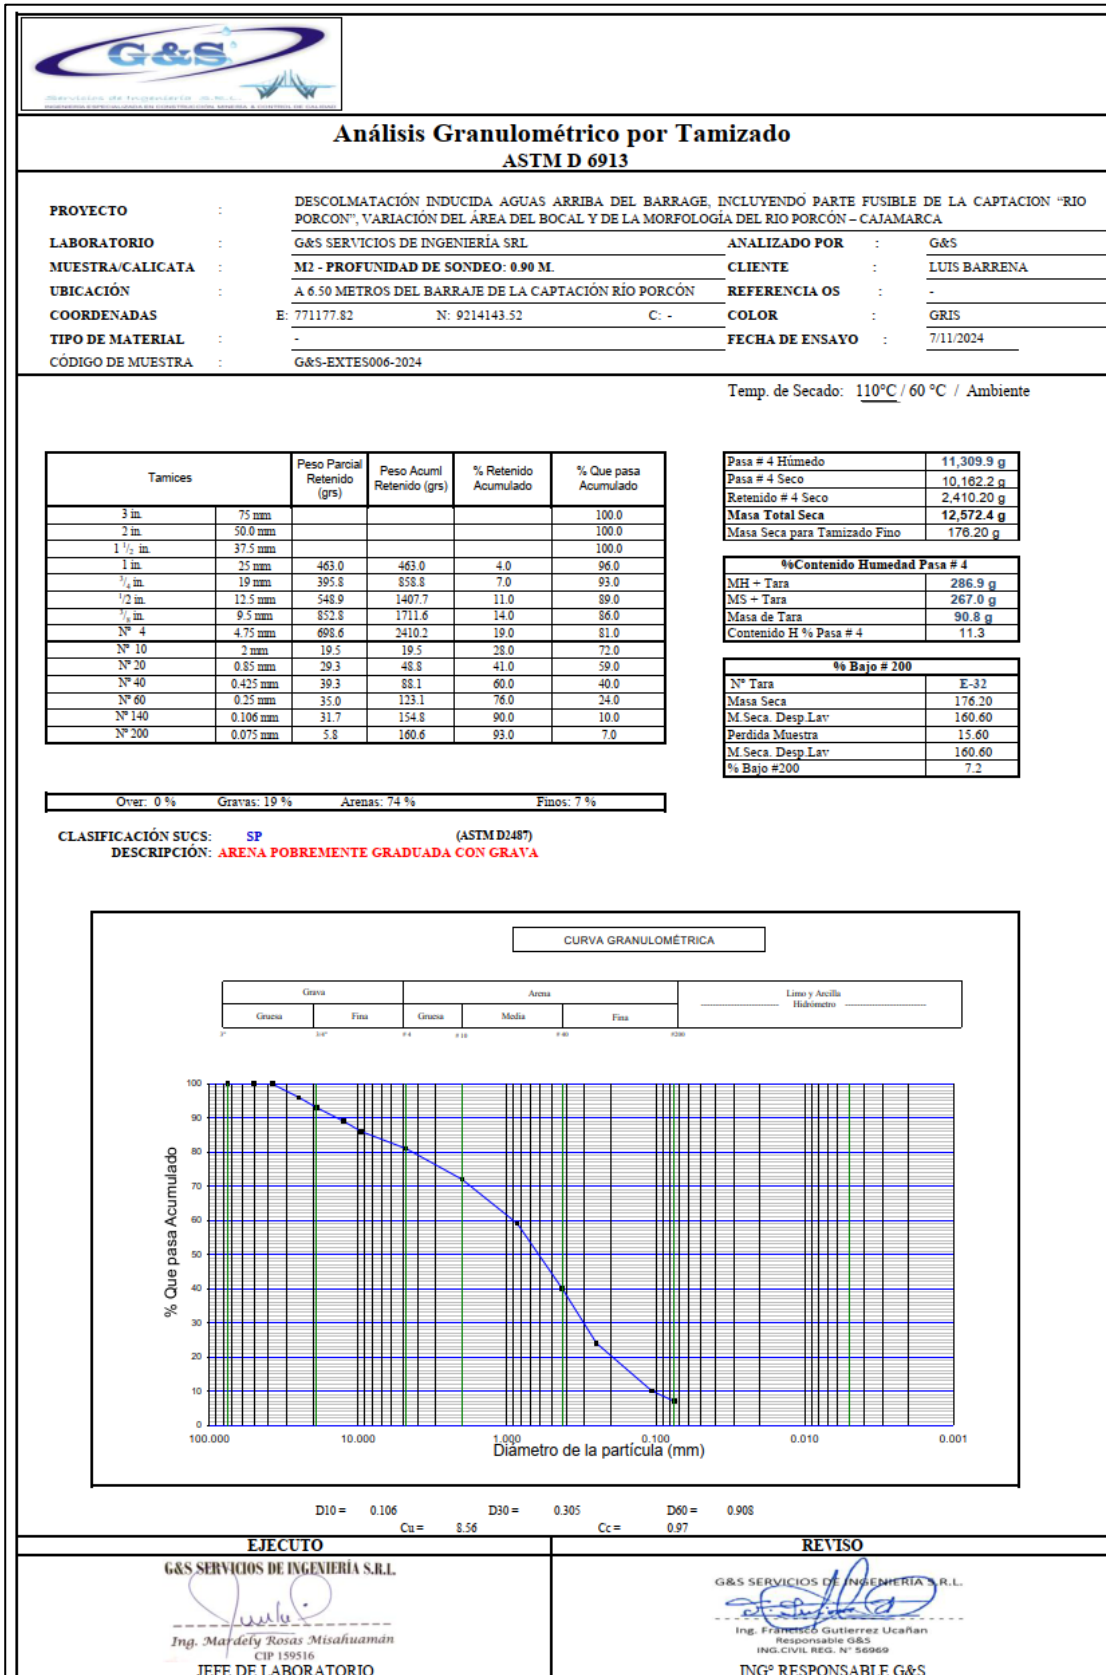 G&S
Servicios de Ingeniería S.R.L.
INGENIERIA ESPECIALIZADA EN CONSTRUCCIÓN, MINERÍA & CONTROL DE CALIDAD
Análisis Granulométrico por Tamizado
ASTM D 6913
PROYECTO : DESCOLMATACIÓN INDUCIDA AGUAS ARRIBA DEL BARRAGE, INCLUYENDO PARTE FUSIBLE DE LA CAPTACION “RIO
PORCON”, VARIACIÓN DEL ÁREA DEL BOCAL Y DE LA MORFOLOGÍA DEL RIO PORCÓN – CAJAMARCA
LABORATORIO : G&S SERVICIOS DE INGENIERÍA SRL ANALIZADO POR : G&S
MUESTRA/CALICATA : M2 - PROFUNIDAD DE SONDEO: 0.90 M. CLIENTE : LUIS BARRENA
UBICACIÓN : A 6.50 METROS DEL BARRAJE DE LA CAPTACIÓN RÍO PORCÓN REFERENCIA OS : -
COORDENADAS E: 771177.82 N: 9214143.52 C: - COLOR : GRIS
TIPO DE MATERIAL : - FECHA DE ENSAYO : 7/11/2024
CÓDIGO DE MUESTRA : G&S-EXTES006-2024
Temp. de Secado: 110°C / 60 °C / Ambiente
Tamices Peso Parcial Retenido (grs) Peso Acuml Retenido (grs) % Retenido Acumulado % Que pasa Acumulado
3 in. 75 mm 100.0
2 in. 50.0 mm 100.0
1 1/2 in. 37.5 mm 100.0
1 in. 25 mm 463.0 463.0 4.0 96.0
3/4 in. 19 mm 395.8 858.8 7.0 93.0
1/2 in. 12.5 mm 548.9 1407.7 11.0 89.0
3/8 in. 9.5 mm 852.8 1711.6 14.0 86.0
N° 4 4.75 mm 698.6 2410.2 19.0 81.0
N° 10 2 mm 19.5 19.5 28.0 72.0
N° 20 0.85 mm 29.3 48.8 41.0 59.0
N° 40 0.425 mm 39.3 88.1 60.0 40.0
N° 60 0.25 mm 35.0 123.1 76.0 24.0
N° 140 0.106 mm 31.7 154.8 90.0 10.0
N° 200 0.075 mm 5.8 160.6 93.0 7.0
Pasa # 4 Húmedo 11,309.9 g
Pasa # 4 Seco 10,162.2 g
Retenido # 4 Seco 2,410.20 g
Masa Total Seca 12,572.4 g
Masa Seca para Tamizado Fino 176.20 g
%Contenido Humedad Pasa # 4
MH + Tara 286.9 g
MS + Tara 267.0 g
Masa de Tara 90.8 g
Contenido H % Pasa # 4 11.3
% Bajo # 200
N° Tara E-32
Masa Seca 176.20
M.Seca. Desp.Lav 160.60
Perdida Muestra 15.60
M.Seca. Desp.Lav 160.60
% Bajo #200 7.2
Over: 0 % Gravas: 19 % Arenas: 74 % Finos: 7 %
CLASIFICACIÓN SUCS: SP (ASTM D2487)
DESCRIPCIÓN: ARENA POBREMENTE GRADUADA CON GRAVA
CURVA GRANULOMÉTRICA
Grava Arena Limo y Arcilla
Hidrómetro
Gruesa Fina Gruesa Media Fina
3" 3/4" # 4 # 10 # 40 #200
% Que pasa Acumulado
100
90
80
70
60
50
40
30
20
10
0
100.000 10.000 1.000 0.100 0.010 0.001
Diámetro de la partícula (mm)
D10 = 0.106 D30 = 0.305 D60 = 0.908
Cu = 8.56 Cc = 0.97
EJECUTO REVISO
G&S SERVICIOS DE INGENIERÍA S.R.L.
Ing. Mardely Rosas Misahuamán
CIP 159516
JEFE DE LABORATORIO
G&S SERVICIOS DE INGENIERIA S.R.L.
Ing. Francisco Gutierrez Ucañan
Responsable G&S
ING.CIVIL REG. N° 56969
ING° RESPONSABLE G&S